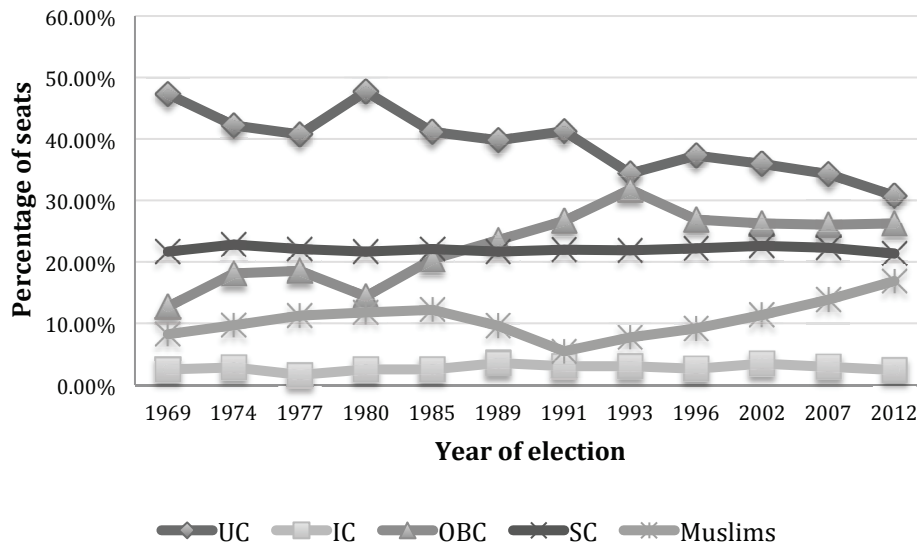 60.00%
50.00%
40.00%
30.00%
20.00%
10.00%
0.00%
Percentage of seats
1969 1974 1977 1980 1985 1989 1991 1993 1996 2002 2007 2012
Year of election
UC IC OBC SC Muslims